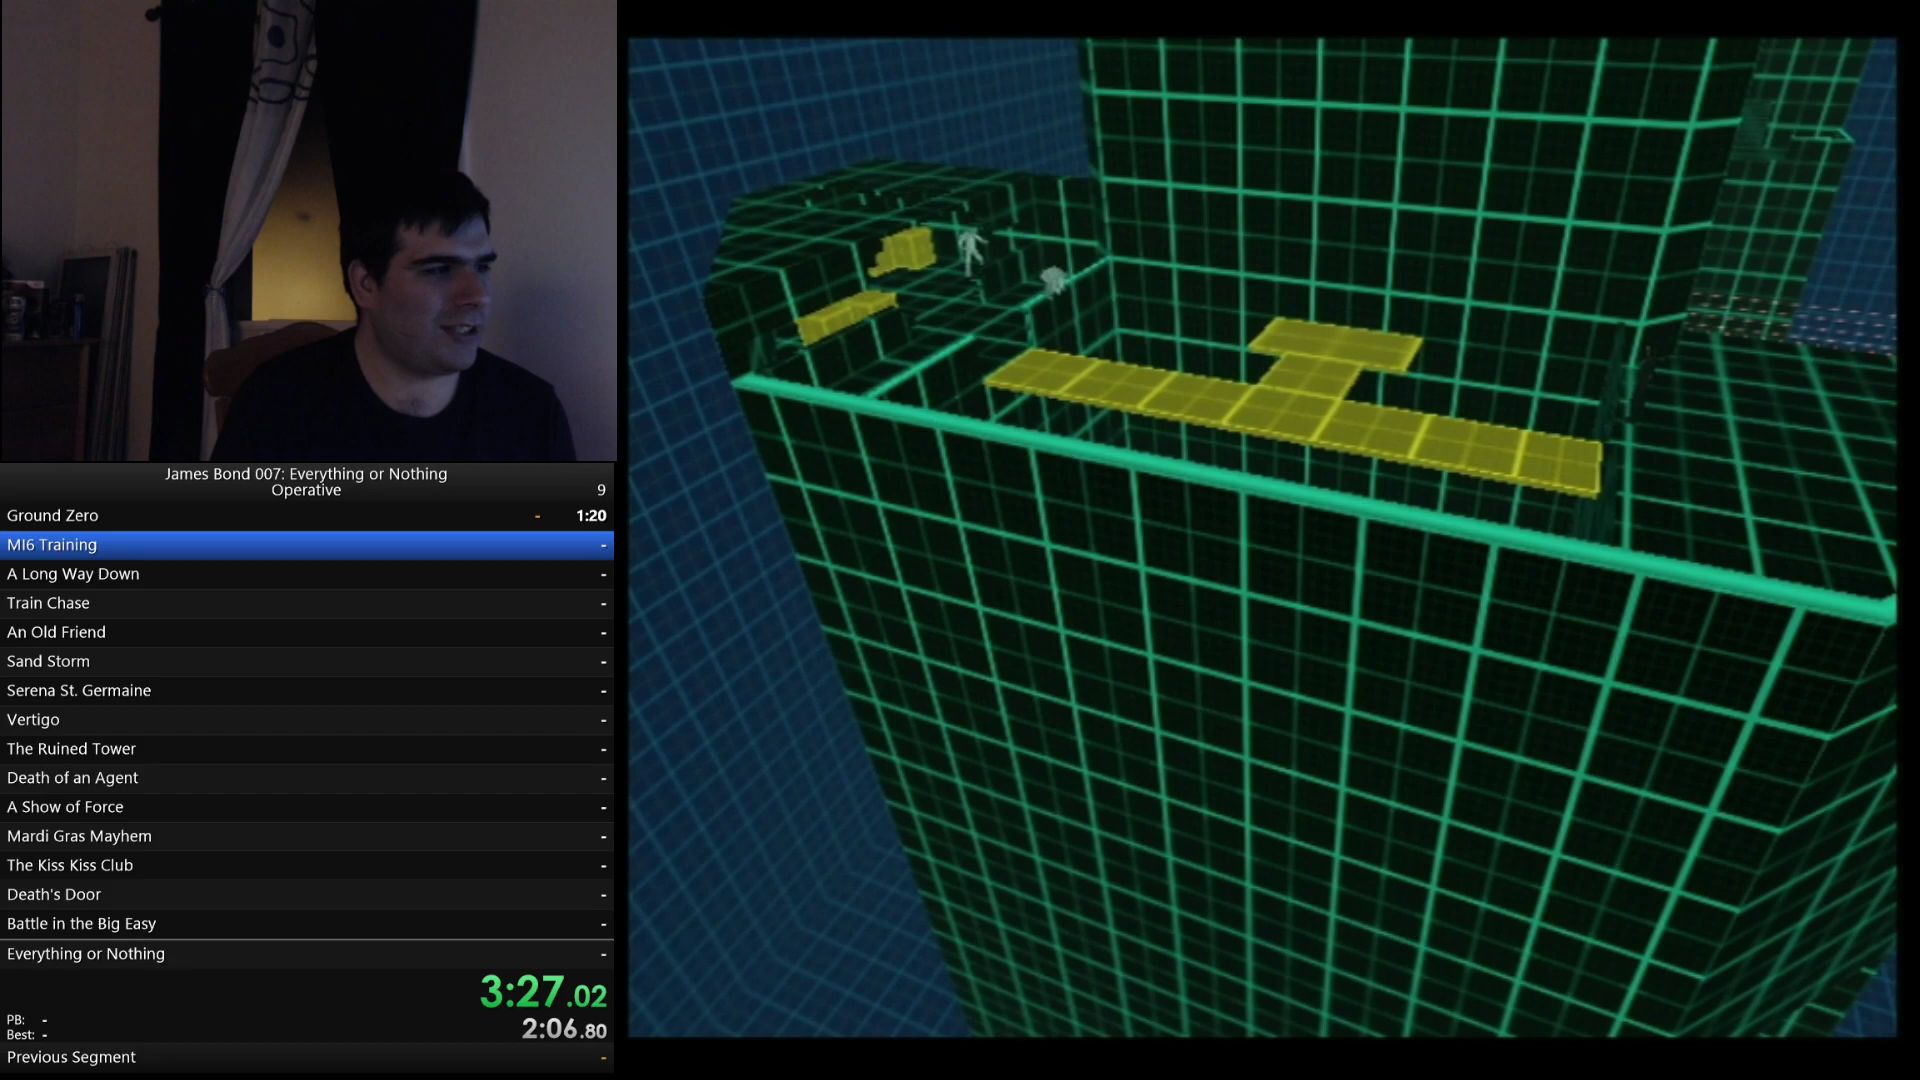 James Bond 007: Everything or Nothing
Operative 9
Ground Zero - 1:20
MI6 Training -
A Long Way Down -
Train Chase -
An Old Friend -
Sand Storm -
Serena St. Germaine -
Vertigo -
The Ruined Tower -
Death of an Agent -
A Show of Force -
Mardi Gras Mayhem -
The Kiss Kiss Club -
Death's Door -
Battle in the Big Easy -
Everything or Nothing -
3:27.02
PB: -
Best: - 2:06.80
Previous Segment -